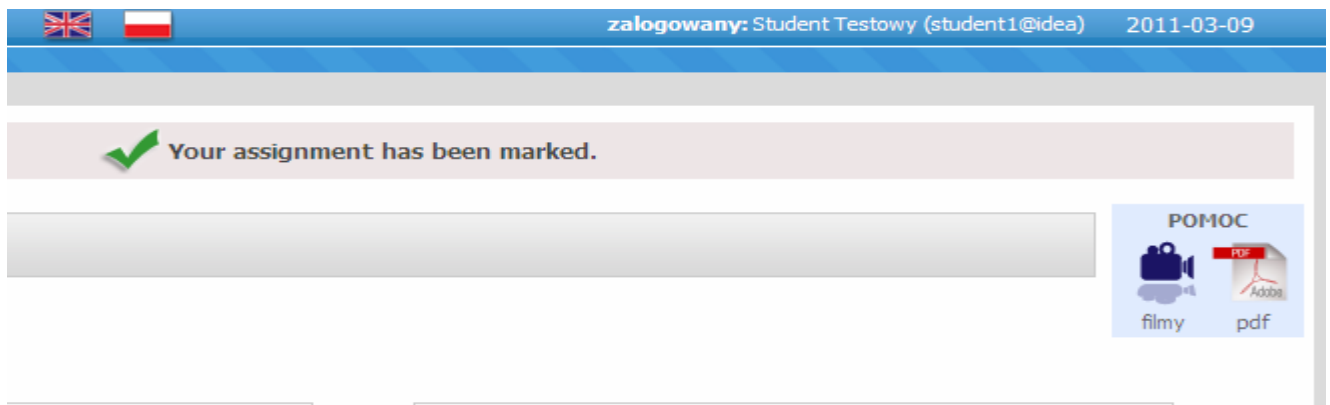 zalogowany: Student Testowy (student1@idea) 2011-03-09
Your assignment has been marked.
POMOC
PDF
Adobe
filmy pdf